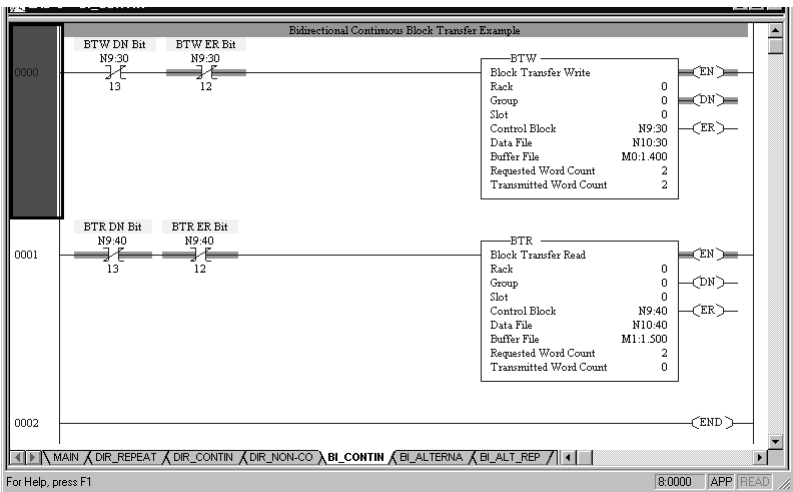 Bidirectional Continuous Block Transfer Example
BTW DN Bit BTW ER Bit
N9:30 N9:30
13 12
0000
BTW
Block Transfer Write
Rack 0
Group 0
Slot 0
Control Block N9:30
Data File N10:30
Buffer File M0:1.400
Requested Word Count 2
Transmitted Word Count 2
EN
DN
ER
BTR DN Bit BTR ER Bit
N9:40 N9:40
13 12
0001
BTR
Block Transfer Read
Rack 0
Group 0
Slot 0
Control Block N9:40
Data File N10:40
Buffer File M1:1.500
Requested Word Count 2
Transmitted Word Count 0
EN
DN
ER
0002
END
MAIN DIR_REPEAT DIR_CONTIN DIR_NON-CO BI_CONTIN BI_ALTERNA BI_ALT_REP
For Help, press F1 8:0000 APP READ